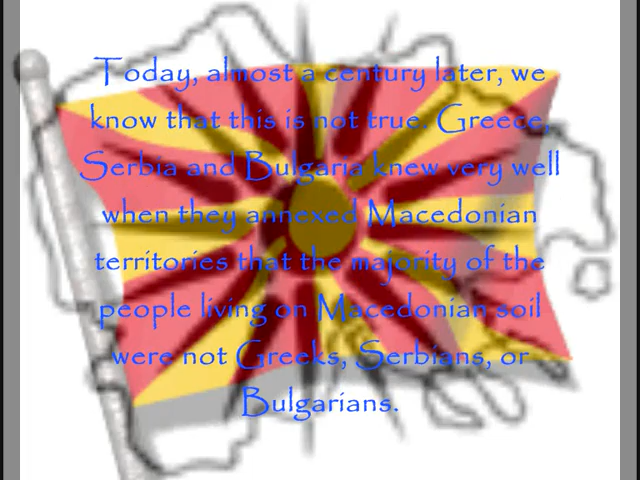 Today, almost a century later, we
know that this is not true. Greece,
Serbia and Bulgaria knew very well
when they annexed Macedonian
territories that the majority of the
people living on Macedonian soil
were not Greeks, Serbians, or
Bulgarians.